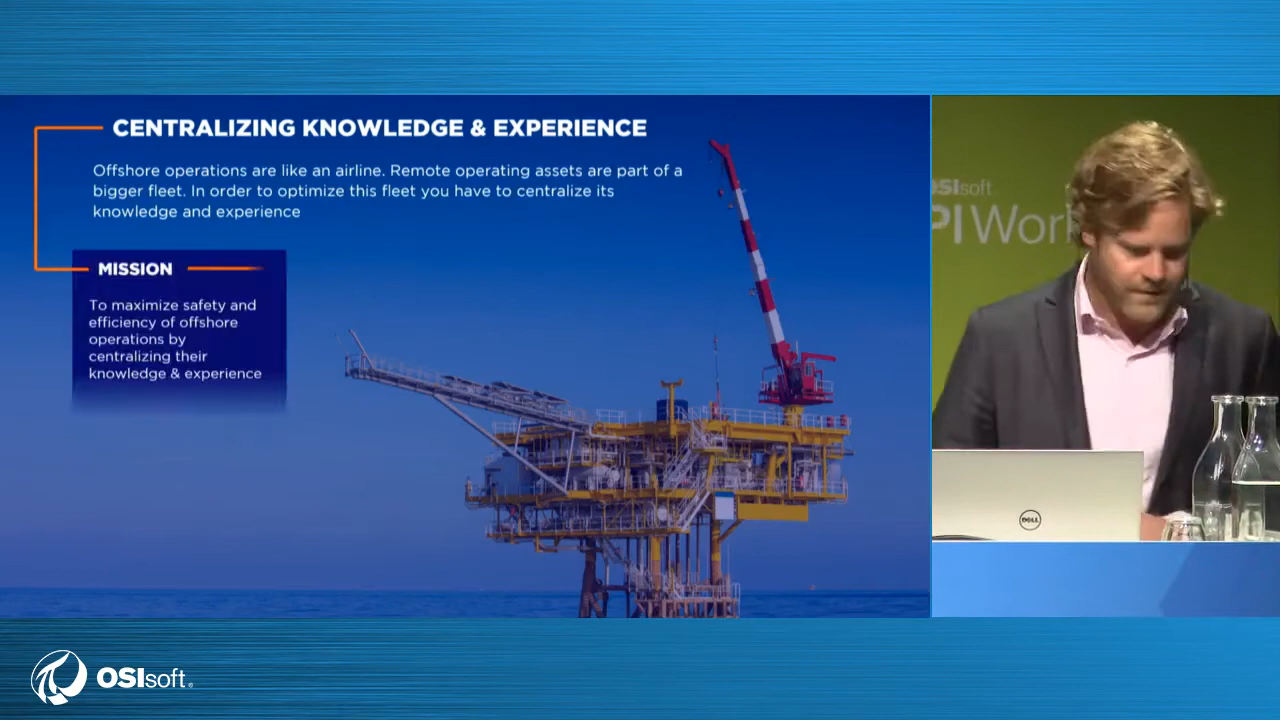 CENTRALIZING KNOWLEDGE & EXPERIENCE
Offshore operations are like an airline. Remote operating assets are part of a
bigger fleet. In order to optimize this fleet you have to centralize its
knowledge and experience
MISSION
To maximize safety and
efficiency of offshore
operations by
centralizing their
knowledge & experience
OSIsoft
PI Wor
DELL
OSIsoft.